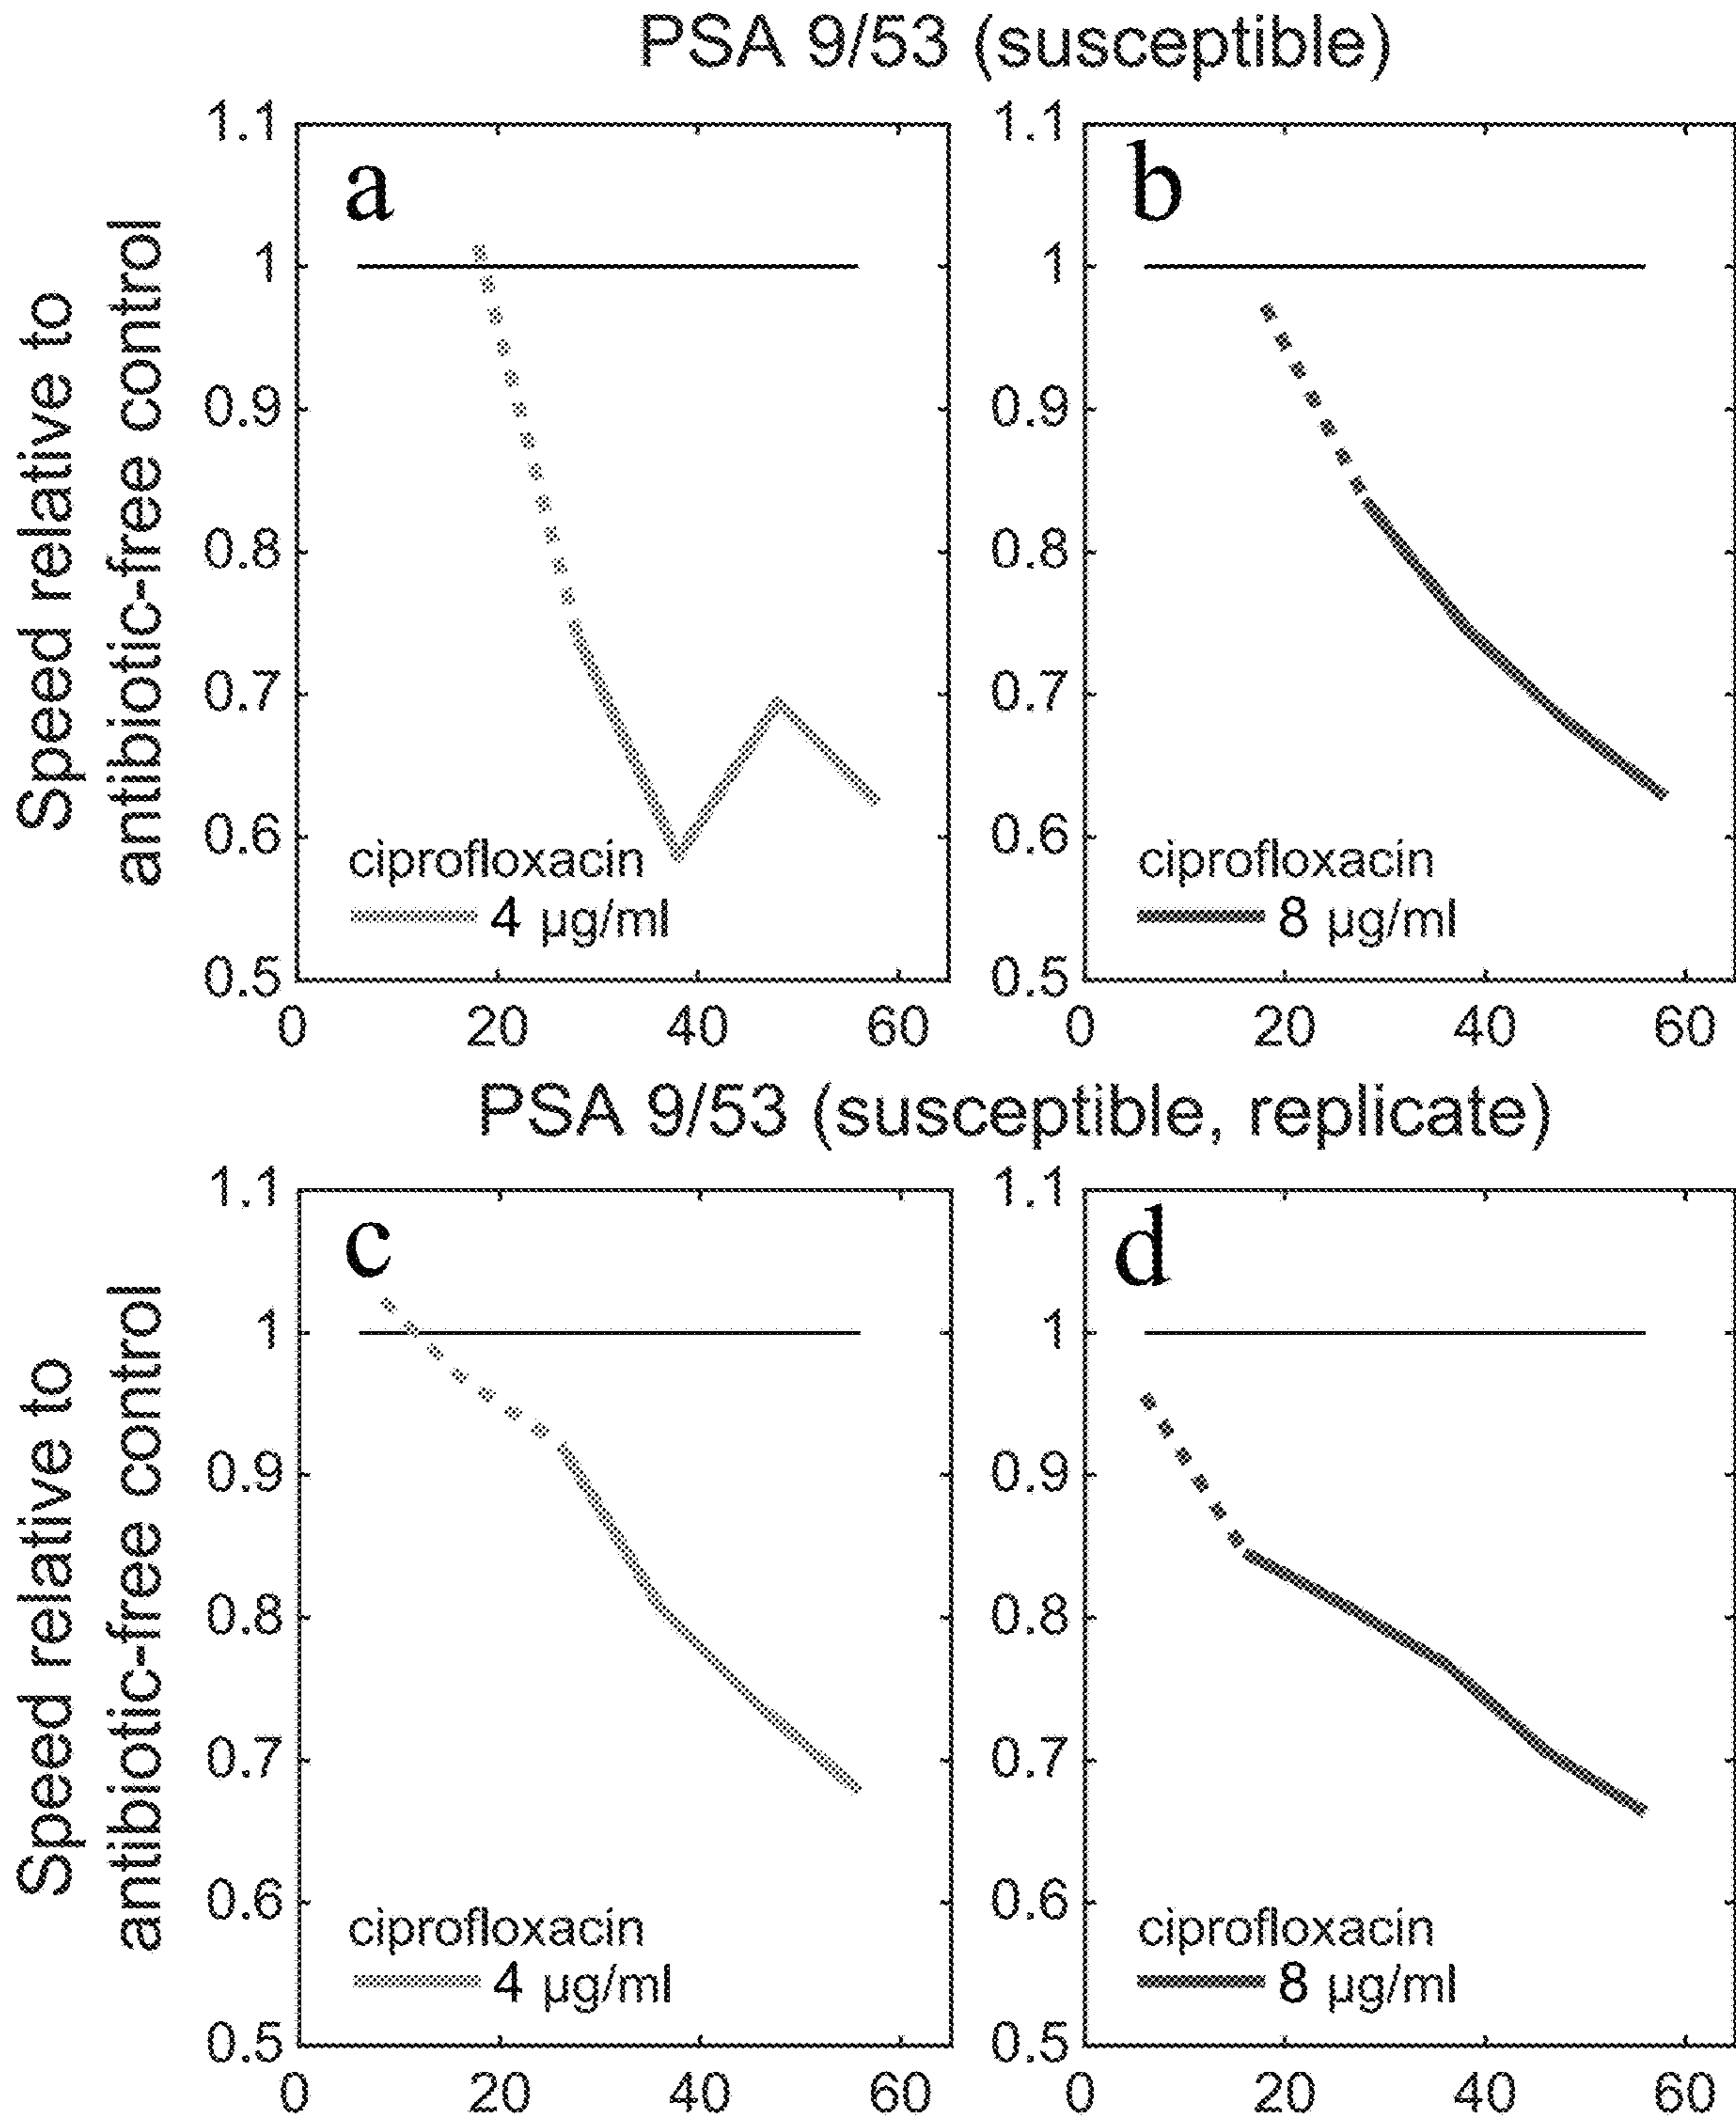 PSA 9/53 (susceptible)
Speed relative to
antibiotic-free control
1.1
1
0.9
0.8
0.7
0.6
0.5
a
ciprofloxacin
4 µg/ml
0 20 40 60
1.1
1
0.9
0.8
0.7
0.6
0.5
b
ciprofloxacin
8 µg/ml
0 20 40 60
PSA 9/53 (susceptible, replicate)
Speed relative to
antibiotic-free control
1.1
1
0.9
0.8
0.7
0.6
0.5
c
ciprofloxacin
4 µg/ml
0 20 40 60
1.1
1
0.9
0.8
0.7
0.6
0.5
d
ciprofloxacin
8 µg/ml
0 20 40 60